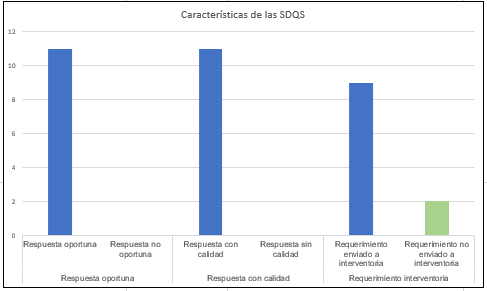 Características de las SDQS
12
10
8
6
4
2
0
Respuesta oportuna
Respuesta no
oportuna
Respuesta con
calidad
Respuesta sin
calidad
Requerimiento
enviado a
interventoria
Requerimiento no
enviado a
interventoria
Respuesta oportuna
Respuesta con calidad
Requerimiento interventoria